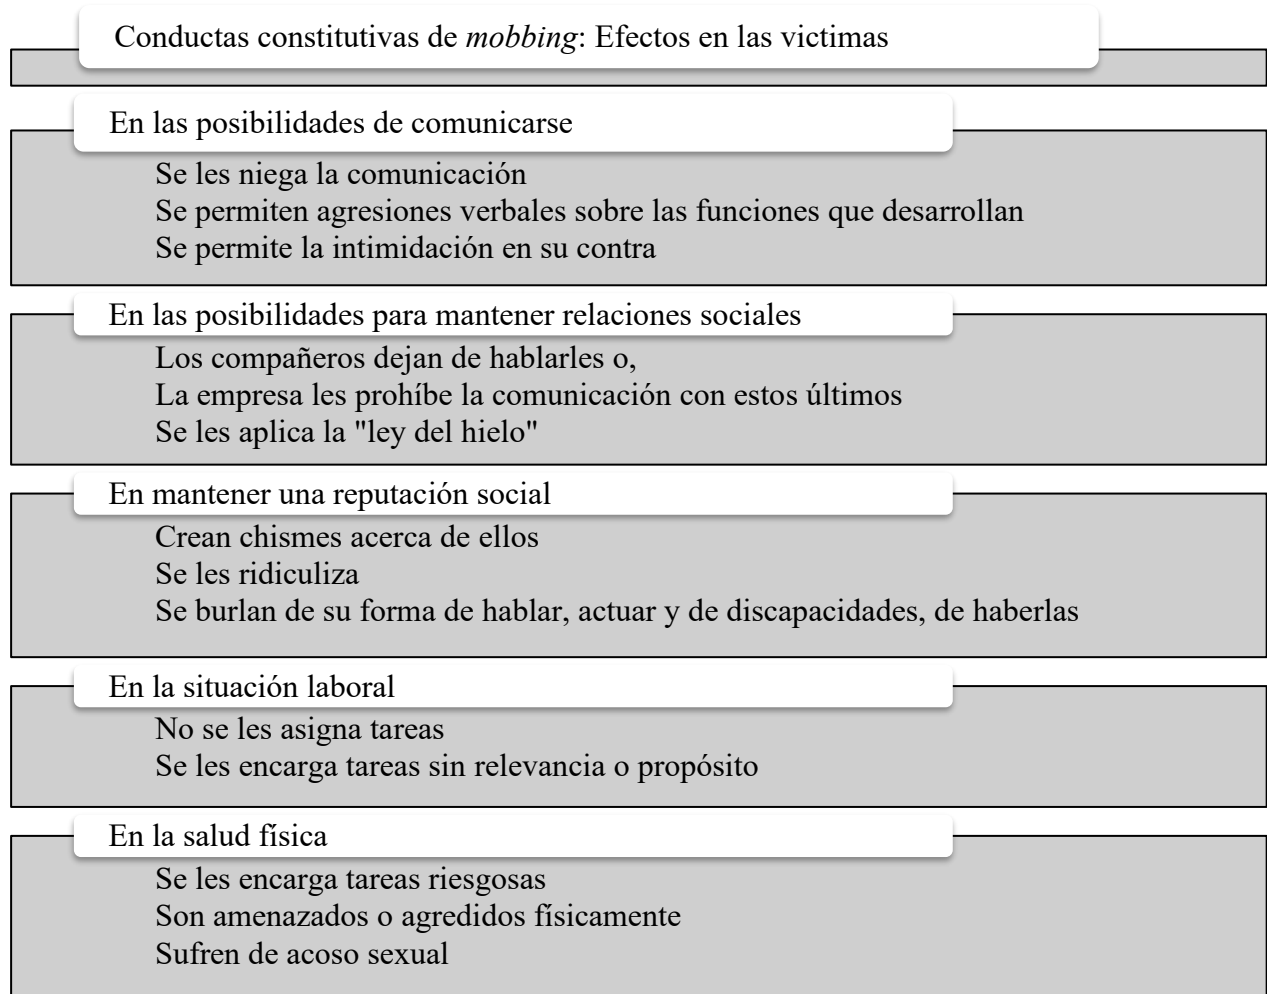 Conductas constitutivas de mobbing: Efectos en las victimas
En las posibilidades de comunicarse
Se les niega la comunicación
Se permiten agresiones verbales sobre las funciones que desarrollan
Se permite la intimidación en su contra
En las posibilidades para mantener relaciones sociales
Los compañeros dejan de hablarles o,
La empresa les prohíbe la comunicación con estos últimos
Se les aplica la "ley del hielo"
En mantener una reputación social
Crean chismes acerca de ellos
Se les ridiculiza
Se burlan de su forma de hablar, actuar y de discapacidades, de haberlas
En la situación laboral
No se les asigna tareas
Se les encarga tareas sin relevancia o propósito
En la salud física
Se les encarga tareas riesgosas
Son amenazados o agredidos físicamente
Sufren de acoso sexual